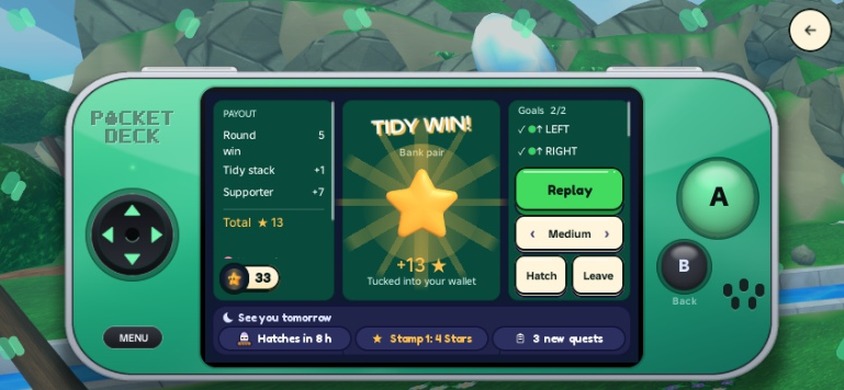 POCKET
DECK
MENU
PAYOUT
Round win 5
Tidy stack +1
Supporter +7
Total ★ 13
33
TIDY WIN!
Bank pair
+13 ★
Tucked into your wallet
Goals 2/2
✓ ↑ LEFT
✓ ↑ RIGHT
Replay
‹ Medium ›
Hatch
Leave
See you tomorrow
Hatches in 8 h
★ Stamp 1: 4 Stars
3 new quests
A
B
Back